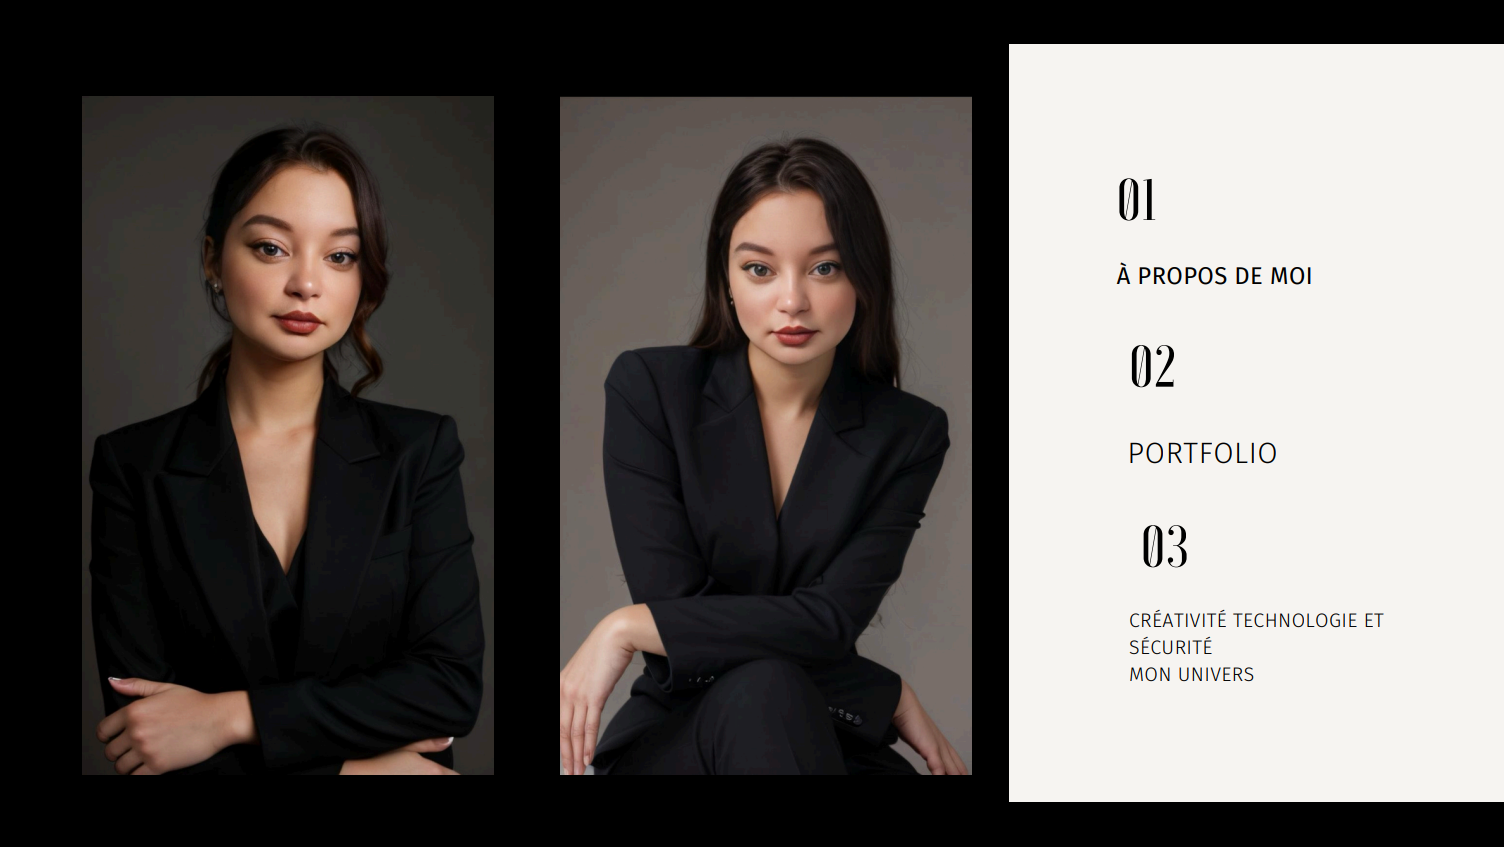 01
À PROPOS DE MOI
02
PORTFOLIO
03
CRÉATIVITÉ TECHNOLOGIE ET
SÉCURITÉ
MON UNIVERS